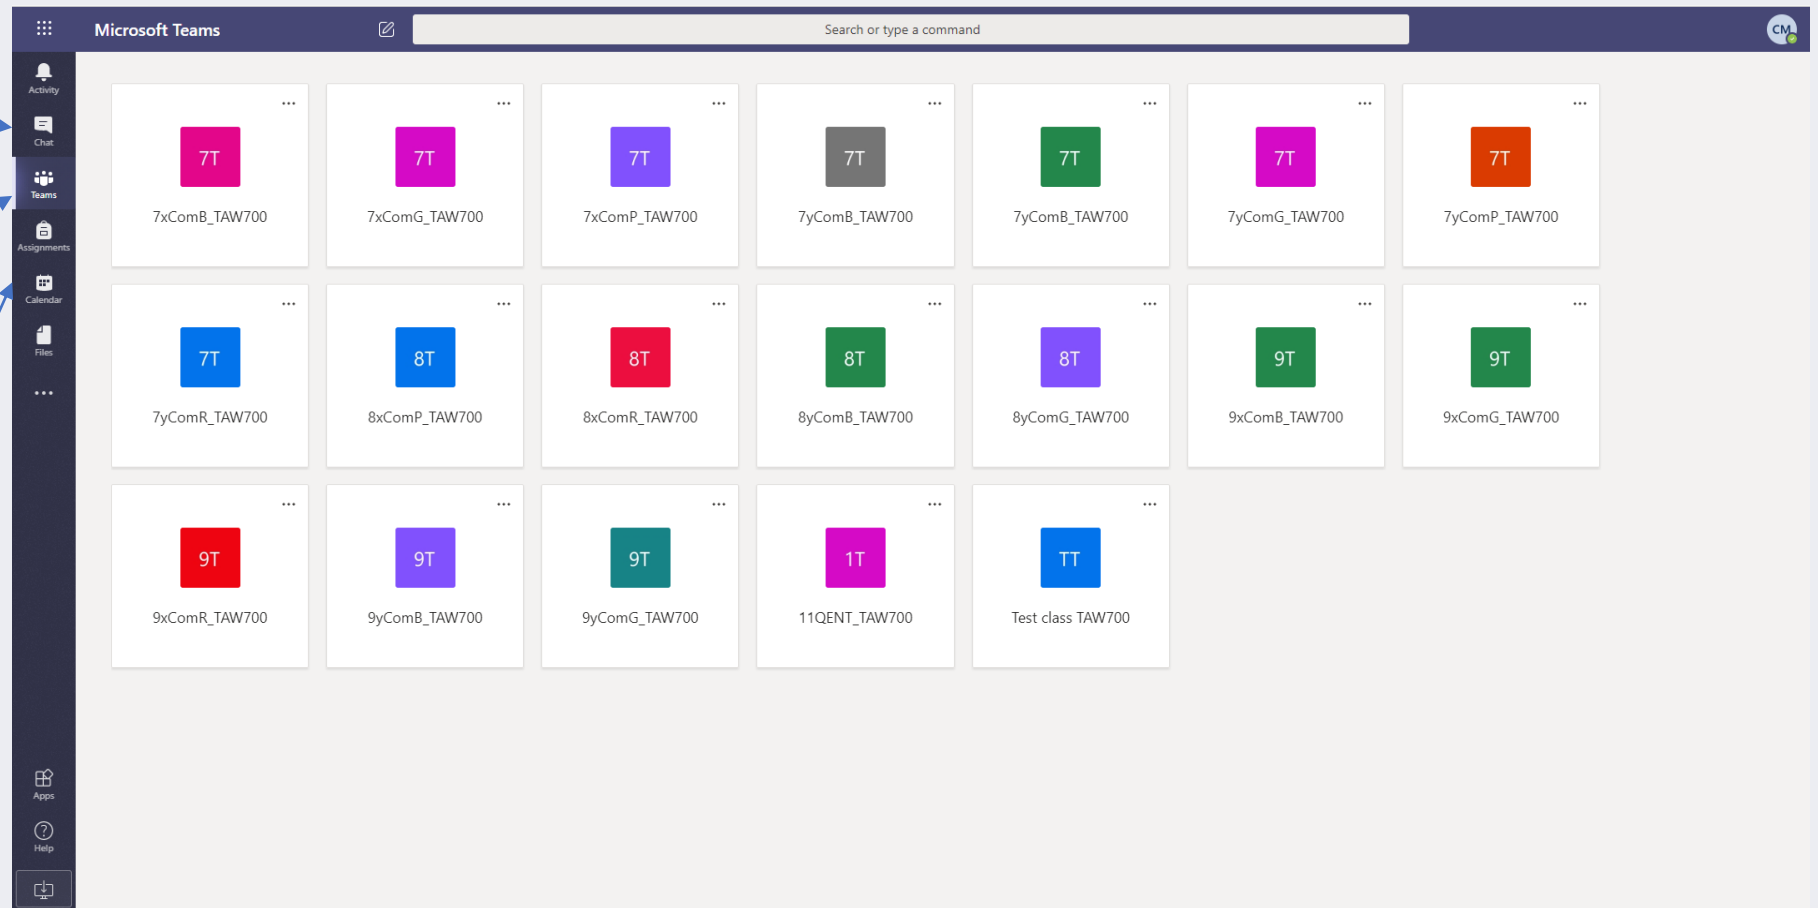 Microsoft Teams
Search or type a command
CM
Activity
Chat
Teams
Assignments
Calendar
Files
Apps
Help
7T
7T
7T
7T
7T
7T
7T
7xComB_TAW700
7xComG_TAW700
7xComP_TAW700
7yComB_TAW700
7yComB_TAW700
7yComG_TAW700
7yComP_TAW700
7T
8T
8T
8T
8T
9T
9T
7yComR_TAW700
8xComP_TAW700
8xComR_TAW700
8yComB_TAW700
8yComG_TAW700
9xComB_TAW700
9xComG_TAW700
9T
9T
9T
1T
TT
9xComR_TAW700
9yComB_TAW700
9yComG_TAW700
11QENT_TAW700
Test class TAW700